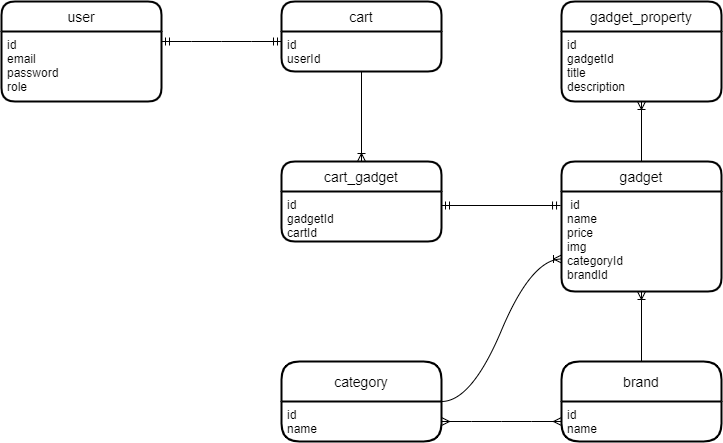 user
id
email
password
role
cart
id
userId
gadget_property
id
gadgetId
title
description
cart_gadget
id
gadgetId
cartId
gadget
id
name
price
img
categoryId
brandId
category
id
name
brand
id
name